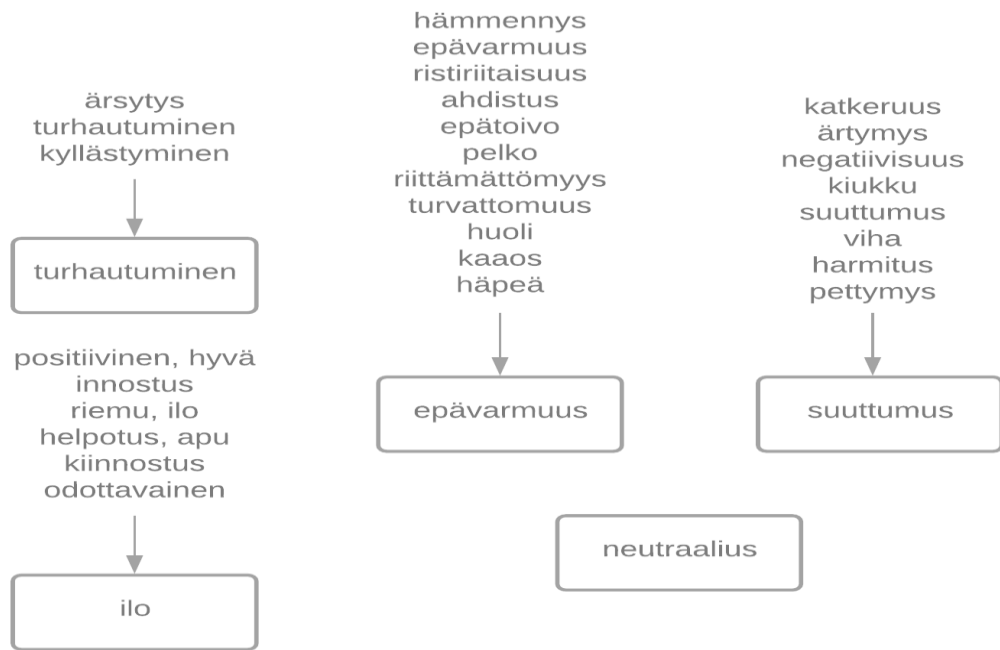 ärsytys
turhautuminen
kyllästyminen
turhautuminen
positiivinen, hyvä
innostus
riemu, ilo
helpotus, apu
kiinnostus
odottavainen
ilo
hämmennys
epävarmuus
ristiriitaisuus
ahdistus
epätoivo
pelko
riittämättömyys
turvattomuus
huoli
kaaos
häpeä
epävarmuus
katkeruus
ärtymys
negatiivisuus
kiukku
suuttumus
viha
harmitus
pettymys
suuttumus
neutraalius